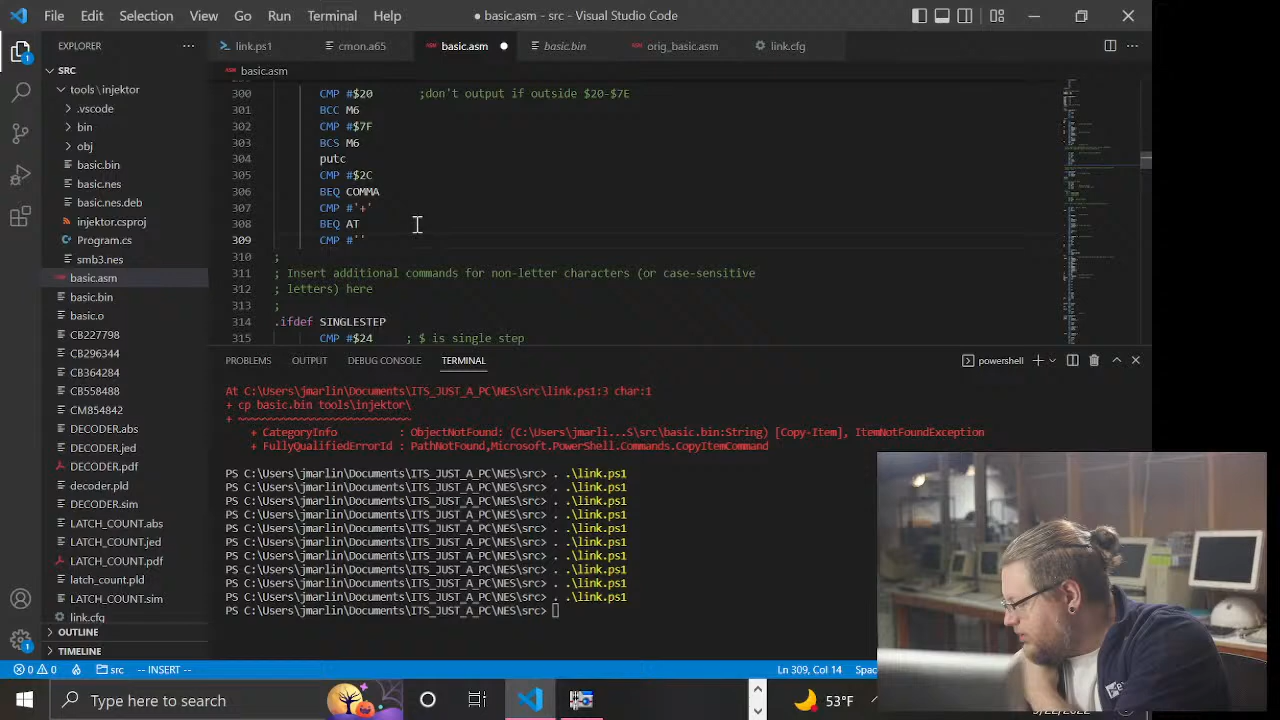 File Edit Selection View Go Run Terminal Help
● basic.asm - src - Visual Studio Code
EXPLORER
link.ps1
cmon.a65
basic.asm
basic.bin
orig_basic.asm
link.cfg
SRC
basic.asm
tools \ injektor
.vscode
bin
obj
basic.bin
basic.nes
basic.nes.deb
injektor.csproj
Program.cs
smb3.nes
basic.asm
basic.bin
basic.o
CB227798
CB296344
CB364284
CB558488
CM854842
DECODER.abs
DECODER.jed
DECODER.pdf
decoder.pld
DECODER.sim
LATCH_COUNT.abs
LATCH_COUNT.jed
LATCH_COUNT.pdf
latch_count.pld
LATCH_COUNT.sim
link.cfg
OUTLINE
TIMELINE
300 CMP #$20 ;don't output if outside $20-$7E
301 BCC M6
302 CMP #$7F
303 BCS M6
304 putc
305 CMP #$2C
306 BEQ COMMA
307 CMP #'+'
308 BEQ AT
309 CMP #''
310 ;
311 ; Insert additional commands for non-letter characters (or case-sensitive
312 ; letters) here
313 ;
314 .ifdef SINGLESTEP
315 CMP #$24 ; $ is single step
PROBLEMS OUTPUT DEBUG CONSOLE TERMINAL
powershell
At C:\Users\jmarlin\Documents\ITS_JUST_A_PC\NES\src\link.ps1:3 char:1
+ cp basic.bin tools\injektor\
+ ~~~~~~~~~~~~~~~~~~~~~~~~~~~~
+ CategoryInfo : ObjectNotFound: (C:\Users\jmarli...S\src\basic.bin:String) [Copy-Item], ItemNotFoundException
+ FullyQualifiedErrorId : PathNotFound,Microsoft.PowerShell.Commands.CopyItemCommand
PS C:\Users\jmarlin\Documents\ITS_JUST_A_PC\NES\src> . .\link.ps1
PS C:\Users\jmarlin\Documents\ITS_JUST_A_PC\NES\src> . .\link.ps1
PS C:\Users\jmarlin\Documents\ITS_JUST_A_PC\NES\src> . .\link.ps1
PS C:\Users\jmarlin\Documents\ITS_JUST_A_PC\NES\src> . .\link.ps1
PS C:\Users\jmarlin\Documents\ITS_JUST_A_PC\NES\src> . .\link.ps1
PS C:\Users\jmarlin\Documents\ITS_JUST_A_PC\NES\src> . .\link.ps1
PS C:\Users\jmarlin\Documents\ITS_JUST_A_PC\NES\src> . .\link.ps1
PS C:\Users\jmarlin\Documents\ITS_JUST_A_PC\NES\src> . .\link.ps1
PS C:\Users\jmarlin\Documents\ITS_JUST_A_PC\NES\src> . .\link.ps1
PS C:\Users\jmarlin\Documents\ITS_JUST_A_PC\NES\src> . .\link.ps1
PS C:\Users\jmarlin\Documents\ITS_JUST_A_PC\NES\src>
0 0 src -- INSERT -- Ln 309, Col 14
Type here to search
53°F